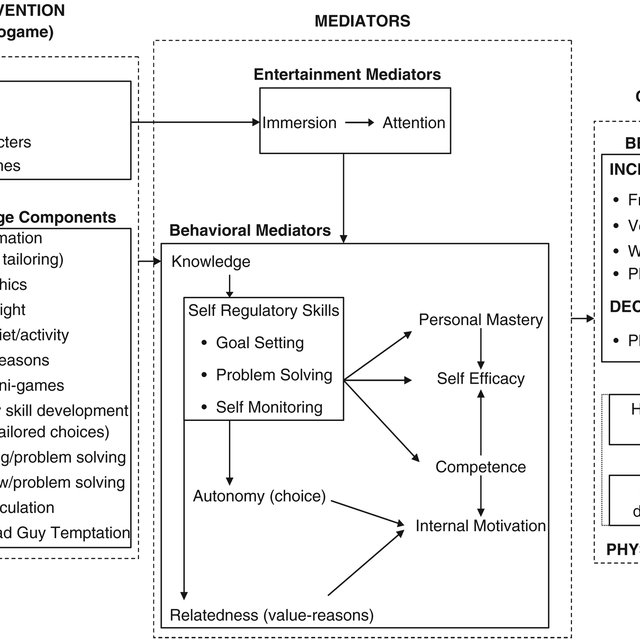 VENTION
ogame)
cters
nes
ge Components
mation
tailoring)
hics
ight
iet/activity
easons
ni-games
skill development
ailored choices)
g/problem solving
w/problem solving
culation
ad Guy Temptation
MEDIATORS
Entertainment Mediators
Immersion
Attention
Behavioral Mediators
Knowledge
Self Regulatory Skills
• Goal Setting
• Problem Solving
• Self Monitoring
Personal Mastery
Self Efficacy
Competence
Autonomy (choice)
Internal Motivation
Relatedness (value-reasons)
BE
INCI
• Fr
• Ve
• W
• Pl
DEC
• Pl
H
d
PHY